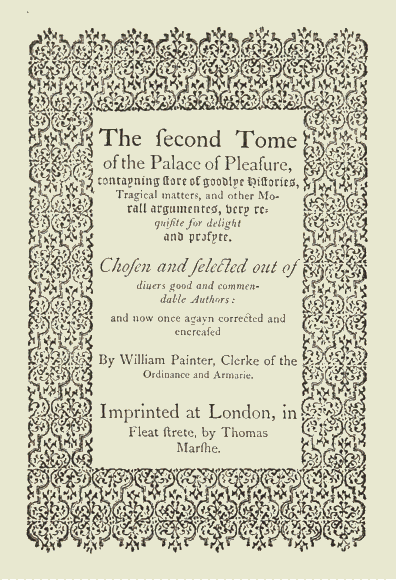 The ſecond Tome
of the Palace of Pleaſure,
contayning ſtore of goodlye Hiſtories,
Tragical matters, and other Mo-
rall argumentes, very re-
quiſite for delight
and profyte.
Choſen and ſelected out of
diuers good and commen-
dable Authors:
and now once agayn corrected and
encreaſed
By William Painter, Clerke of the
Ordinance and Armarie.
Imprinted at London, in
Fleat ſtrete, by Thomas
Marſhe.